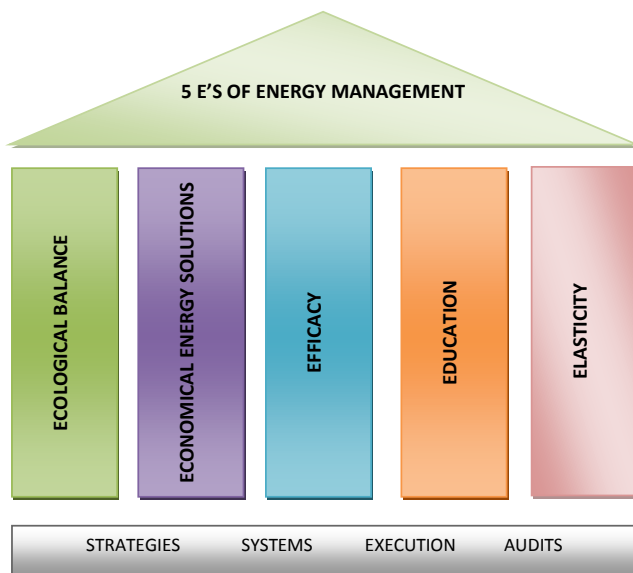 5 E'S OF ENERGY MANAGEMENT
ECOLOGICAL BALANCE
ECONOMICAL ENERGY SOLUTIONS
EFFICACY
EDUCATION
ELASTICITY
STRATEGIES SYSTEMS EXECUTION AUDITS